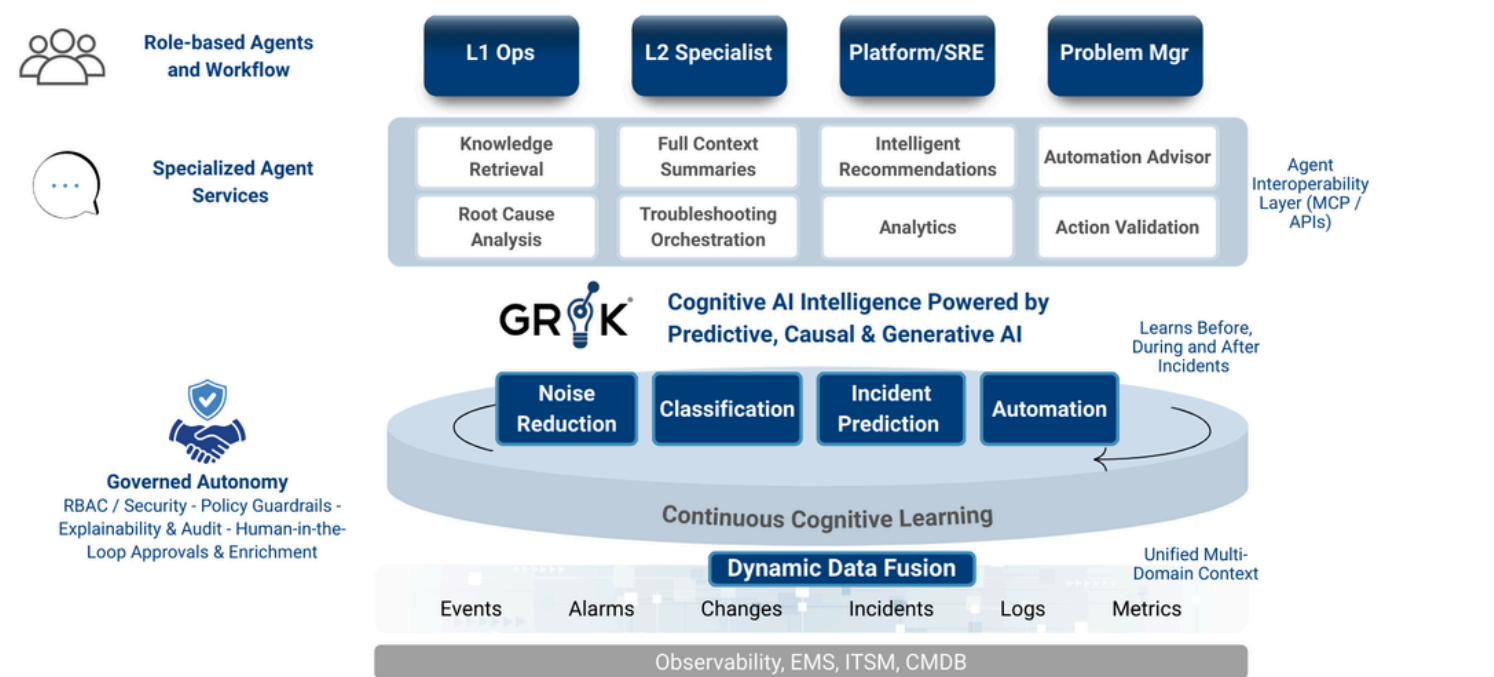 Role-based Agents
and Workflow
L1 Ops
L2 Specialist
Platform/SRE
Problem Mgr
Specialized Agent
Services
Knowledge
Retrieval
Full Context
Summaries
Intelligent
Recommendations
Automation Advisor
Root Cause
Analysis
Troubleshooting
Orchestration
Analytics
Action Validation
Agent
Interoperability
Layer (MCP /
APIs)
GROK
Cognitive AI Intelligence Powered by
Predictive, Causal & Generative AI
Learns Before,
During and After
Incidents
Noise
Reduction
Classification
Incident
Prediction
Automation
Continuous Cognitive Learning
Governed Autonomy
RBAC / Security - Policy Guardrails -
Explainability & Audit - Human-in-the-
Loop Approvals & Enrichment
Dynamic Data Fusion
Unified Multi-
Domain Context
Events
Alarms
Changes
Incidents
Logs
Metrics
Observability, EMS, ITSM, CMDB